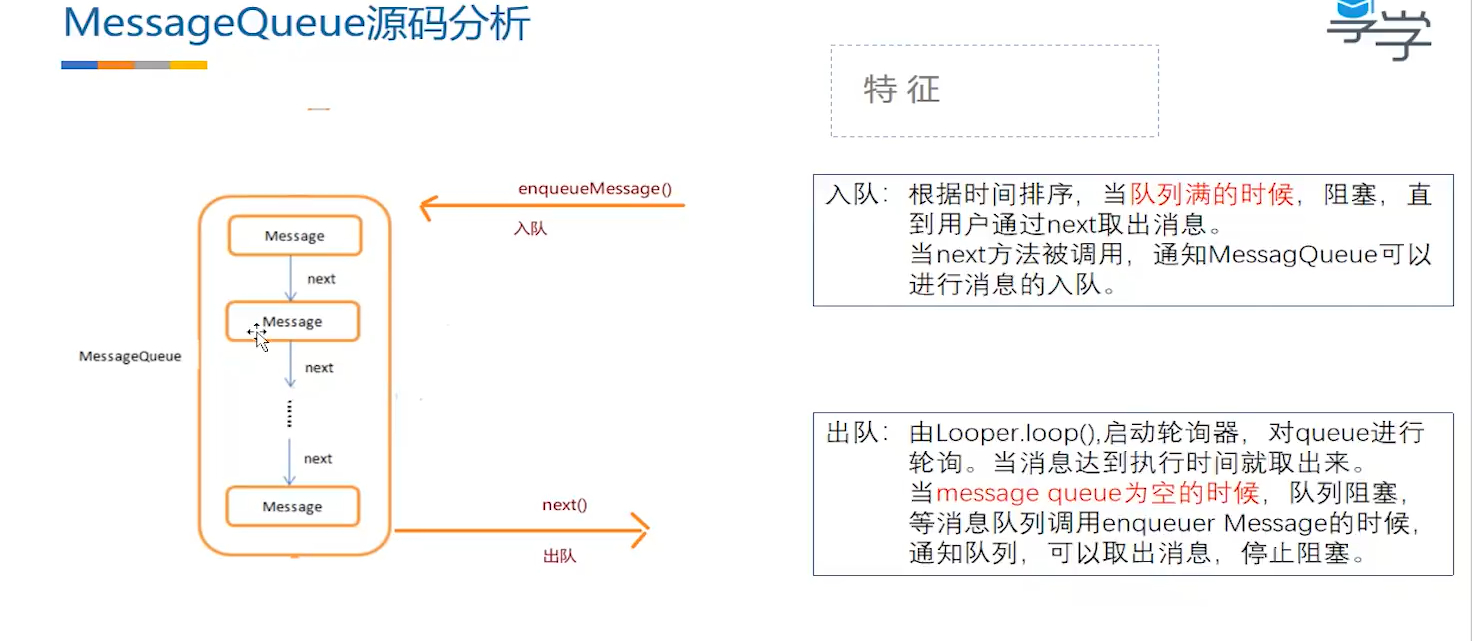 MessageQueue源码分析
享学
特 征
enqueueMessage()
入队
Message
next
Message
next
MessageQueue
next
Message
next()
出队
入队：根据时间排序，当队列满的时候，阻塞，直
到用户通过next取出消息。
当next方法被调用，通知MessagQueue可以
进行消息的入队。
出队：由Looper.loop(),启动轮询器，对queue进行
轮询。当消息达到执行时间就取出来。
当message queue为空的时候，队列阻塞，
等消息队列调用enqueuer Message的时候，
通知队列，可以取出消息，停止阻塞。